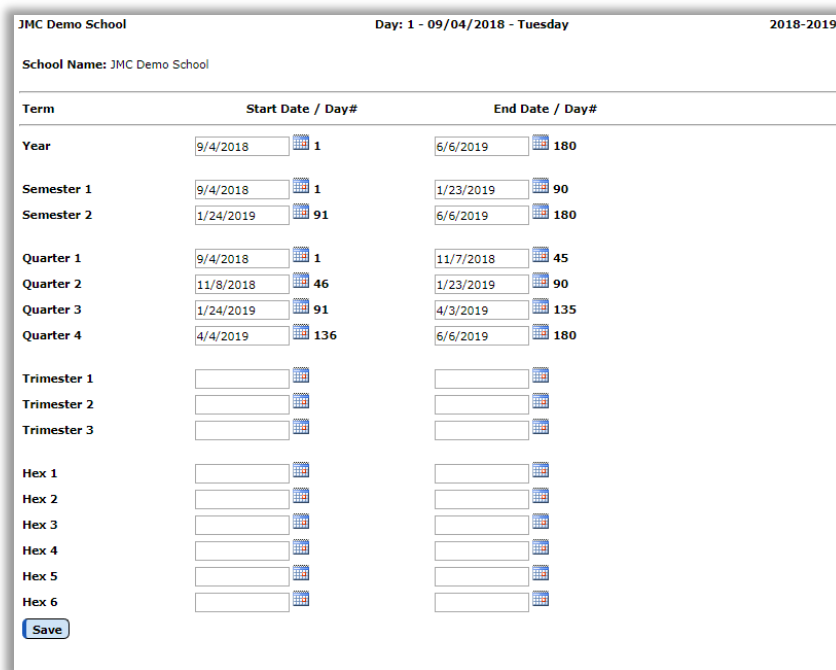 JMC Demo School Day: 1 - 09/04/2018 - Tuesday 2018-2019
School Name: JMC Demo School
Term Start Date / Day# End Date / Day#
Year 9/4/2018 1 6/6/2019 180
Semester 1 9/4/2018 1 1/23/2019 90
Semester 2 1/24/2019 91 6/6/2019 180
Quarter 1 9/4/2018 1 11/7/2018 45
Quarter 2 11/8/2018 46 1/23/2019 90
Quarter 3 1/24/2019 91 4/3/2019 135
Quarter 4 4/4/2019 136 6/6/2019 180
Trimester 1
Trimester 2
Trimester 3
Hex 1
Hex 2
Hex 3
Hex 4
Hex 5
Hex 6
Save